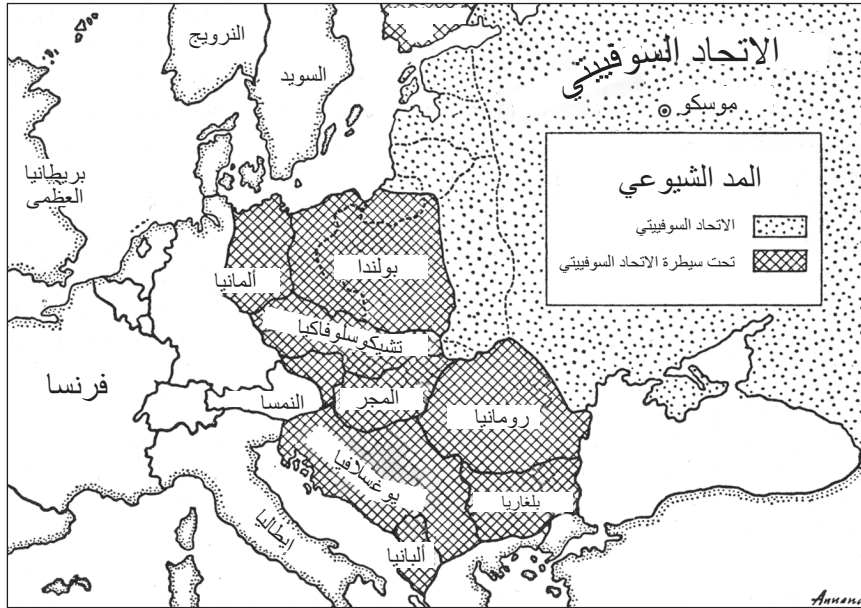 النرويج
السويد
الاتحاد السوفييتي
موسكو
بريطانيا
العظمى
المد الشيوعي
الاتحاد السوفييتي
تحت سيطرة الاتحاد السوفييتي
ألمانيا
بولندا
تشيكوسلوفاكيا
فرنسا
النمسا
المجر
رومانيا
يوغسلافيا
بلغاريا
إيطاليا
ألبانيا